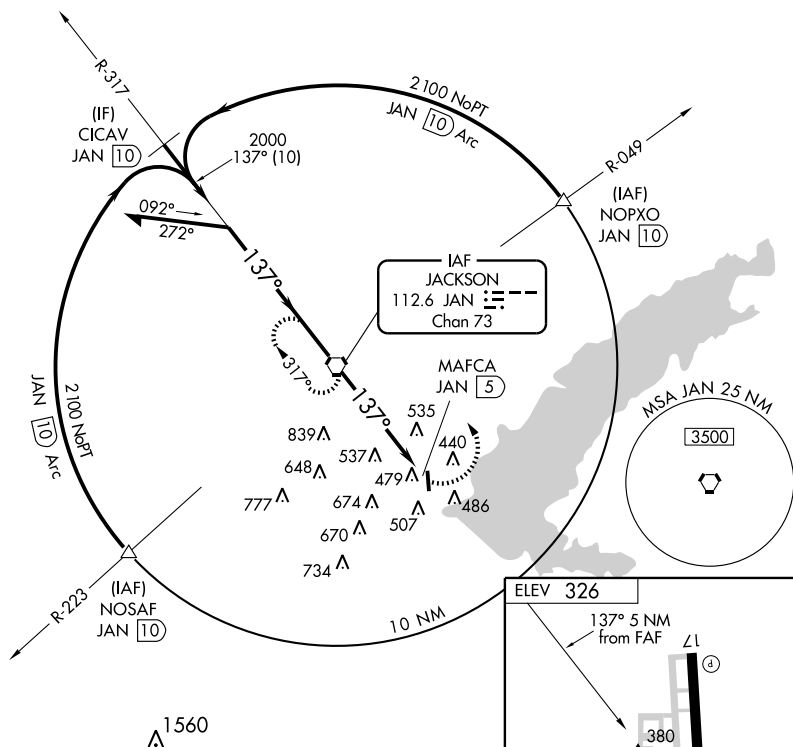 R-317
2100 NoPT
JAN 10 Arc
(IF)
CICAV
JAN 10
2000
137° (10)
R-049
(IAF)
NOPXO
JAN 10
092°
272°
137°
IAF
JACKSON
112.6 JAN
Chan 73
317°
137°
MAFCA
JAN 5
2100 NoPT
JAN 10 Arc
MSA JAN 25 NM
3500
535
839
440
537
648
479
777
674
486
507
670
734
R-223
(IAF)
NOSAF
JAN 10
10 NM
ELEV 326
137° 5 NM
from FAF
17
P
380
1560